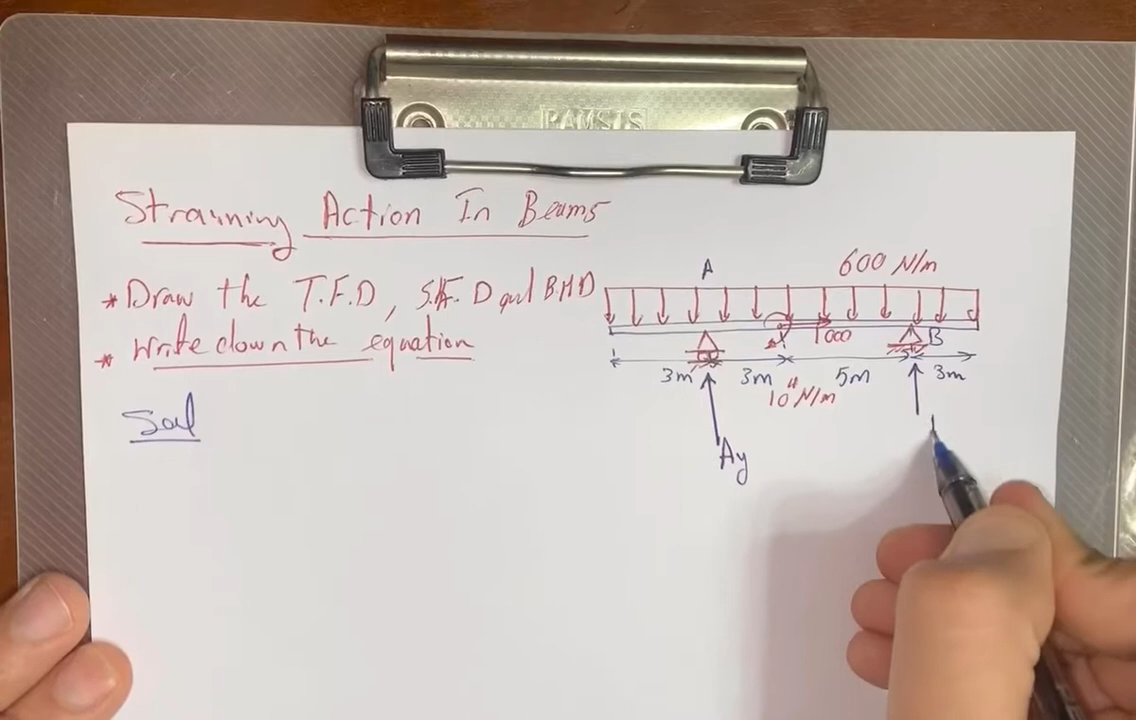 RAMSIS
Straining Action In Beams
* Draw the T.F.D, S.F.D and B.M.D
* Write down the equation
Sol
600 N/m
A
1000
B
3m 3m 5m 3m
10 N/m
Ay